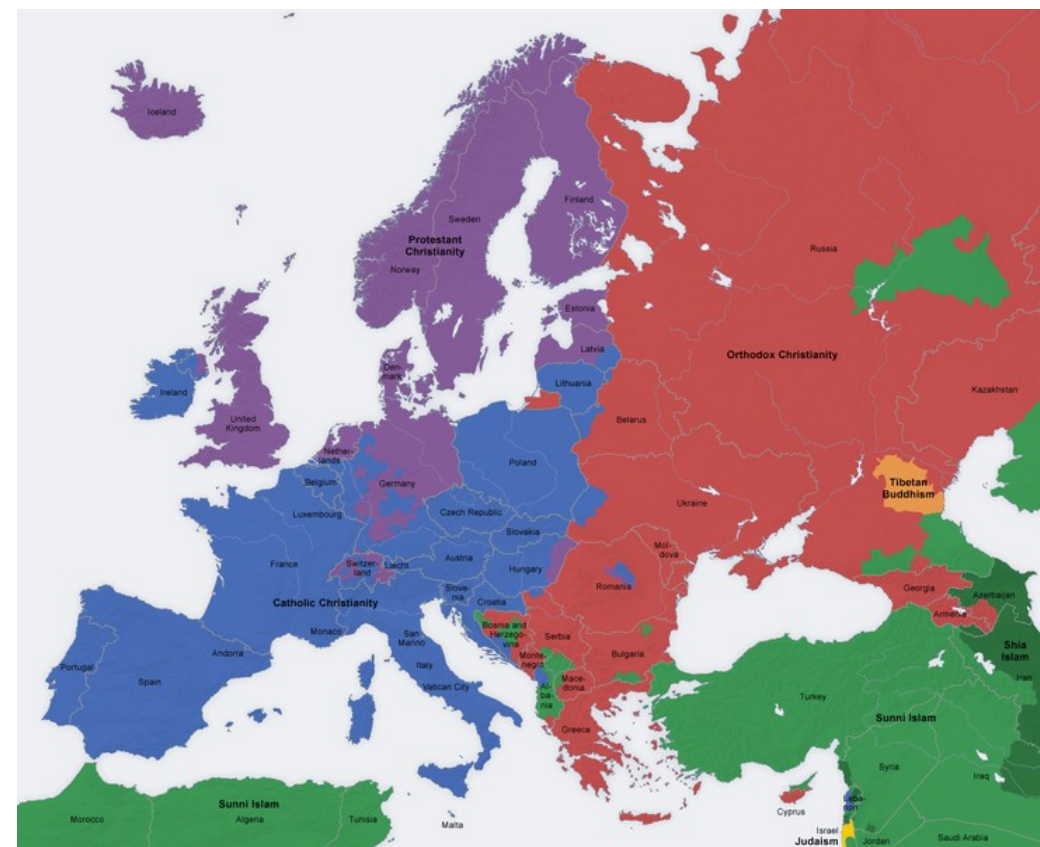 Iceland
Finland
Sweden
Protestant
Christianity
Norway
Russia
Estonia
Latvia
Den-
mark
Orthodox Christianity
Lithuania
Ireland
Kazakhstan
United
Kingdom
Belarus
Nether-
lands
Poland
Belgium
Germany
Tibetan
Buddhism
Ukraine
Luxembourg
Czech Republic
Slovakia
Mol-
dova
Austria
France
Switzer-
land
Liecht.
Hungary
Romania
Georgia
Slove-
nia
Azerbaijan
Catholic Christianity
Croatia
Armenia
Bosnia and
Herzego-
vina
Monaco
San
Marino
Serbia
Shia
Islam
Andorra
Bulgaria
Monte-
negro
Portugal
Italy
Iran
Spain
Vatican City
Mace-
donia
Al-
ba-
nia
Turkey
Sunni Islam
Greece
Syria
Iraq
Sunni Islam
Leba-
non
Morocco
Algeria
Tunisia
Malta
Cyprus
Israel
Judaism
Jordan
Saudi Arabia